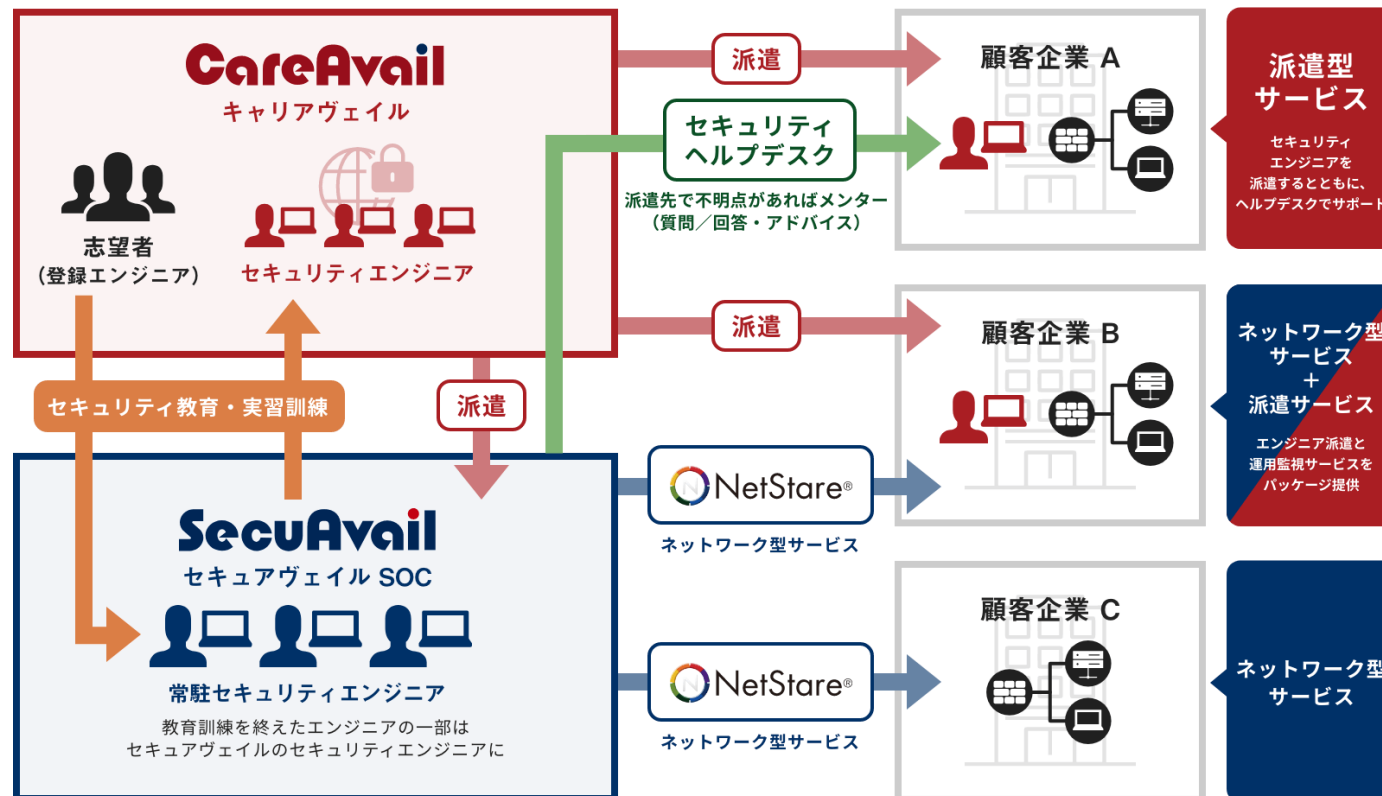 CareAvail
キャリアヴェイル
志望者
(登録エンジニア)
セキュリティエンジニア
セキュリティ教育・実習訓練
派遣
SecuAvail
セキュアヴェイル SOC
常駐セキュリティエンジニア
教育訓練を終えたエンジニアの一部は
セキュアヴェイルのセキュリティエンジニアに
派遣
セキュリティ
ヘルプデスク
派遣先で不明点があればメンター
(質問／回答・アドバイス)
派遣
NetStare®
ネットワーク型サービス
NetStare®
ネットワーク型サービス
顧客企業 A
顧客企業 B
顧客企業 C
派遣型
サービス
セキュリティ
エンジニアを
派遣するとともに、
ヘルプデスクでサポート
ネットワーク型
サービス
＋
派遣サービス
エンジニア派遣と
運用監視サービスを
パッケージ提供
ネットワーク型
サービス